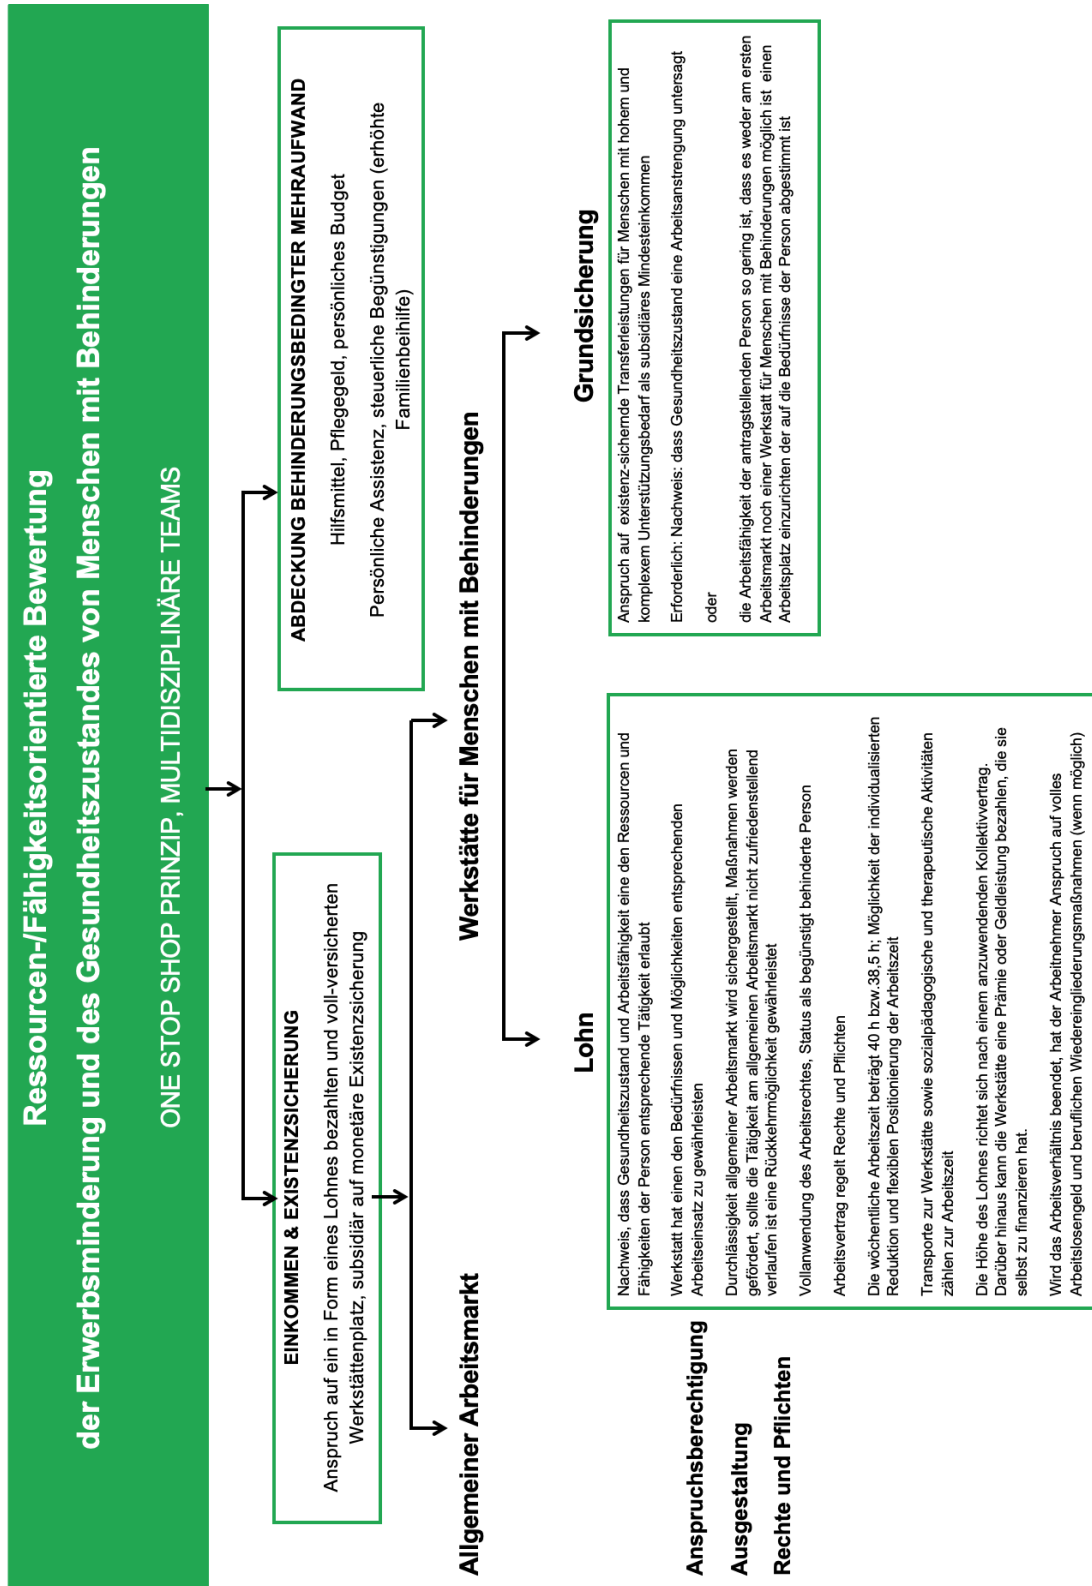 Ressourcen-/Fähigkeitsorientierte Bewertung
der Erwerbsminderung und des Gesundheitszustandes von Menschen mit Behinderungen
ONE STOP SHOP PRINZIP, MULTIDISZIPLINÄRE TEAMS
EINKOMMEN & EXISTENZSICHERUNG
Anspruch auf ein in Form eines Lohnes bezahlten und voll-versicherten
Werkstättenplatz, subsidiär auf monetäre Existenzsicherung
ABDECKUNG BEHINDERUNGSBEDINGTER MEHRAUFWAND
Hilfsmittel, Pflegegeld, persönliches Budget
Persönliche Assistenz, steuerliche Begünstigungen (erhöhte
Familienbeihilfe)
Allgemeiner Arbeitsmarkt
Werkstätte für Menschen mit Behinderungen
Lohn
Grundsicherung
Anspruchsberechtigung
Ausgestaltung
Rechte und Pflichten
Nachweis, dass Gesundheitszustand und Arbeitsfähigkeit eine den Ressourcen und
Fähigkeiten der Person entsprechende Tätigkeit erlaubt
Werkstatt hat einen den Bedürfnissen und Möglichkeiten entsprechenden
Arbeitseinsatz zu gewährleisten
Durchlässigkeit allgemeiner Arbeitsmarkt wird sichergestellt, Maßnahmen werden
gefördert, sollte die Tätigkeit am allgemeinen Arbeitsmarkt nicht zufriedenstellend
verlaufen ist eine Rückkehrmöglichkeit gewährleistet
Vollanwendung des Arbeitsrechtes, Status als begünstigt behinderte Person
Arbeitsvertrag regelt Rechte und Pflichten
Die wöchentliche Arbeitszeit beträgt 40 h bzw.38,5 h; Möglichkeit der individualisierten
Reduktion und flexiblen Positionierung der Arbeitszeit
Transporte zur Werkstätte sowie sozialpädagogische und therapeutische Aktivitäten
zählen zur Arbeitszeit
Die Höhe des Lohnes richtet sich nach einem anzuwendenden Kollektivvertrag.
Darüber hinaus kann die Werkstätte eine Prämie oder Geldleistung bezahlen, die sie
selbst zu finanzieren hat.
Wird das Arbeitsverhältnis beendet, hat der Arbeitnehmer Anspruch auf volles
Arbeitslosengeld und beruflichen Wiedereingliederungsmaßnahmen (wenn möglich)
Anspruch auf existenz-sichernde Transferleistungen für Menschen mit hohem und
komplexem Unterstützungsbedarf als subsidiäres Mindesteinkommen
Erforderlich: Nachweis: dass Gesundheitszustand eine Arbeitsanstrengung untersagt
oder
die Arbeitsfähigkeit der antragstellenden Person so gering ist, dass es weder am ersten
Arbeitsmarkt noch einer Werkstatt für Menschen mit Behinderungen möglich ist einen
Arbeitsplatz einzurichten der auf die Bedürfnisse der Person abgestimmt ist